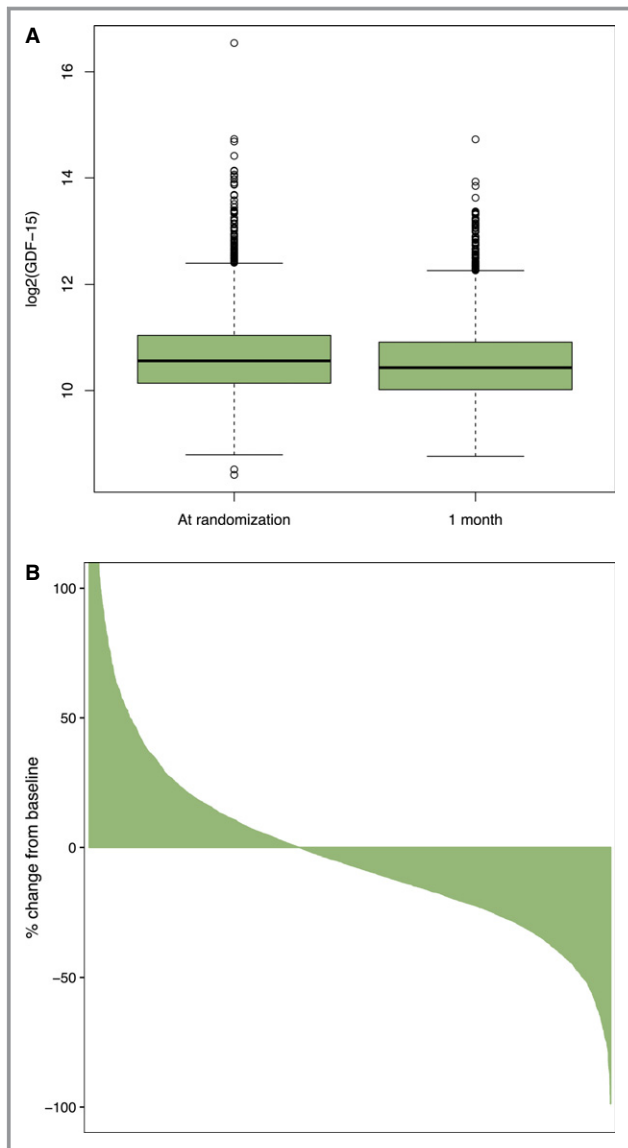 A
16
14
12
10
log2(GDF−15)
At randomization
1 month
B
100
50
0
−50
−100
% change from baseline